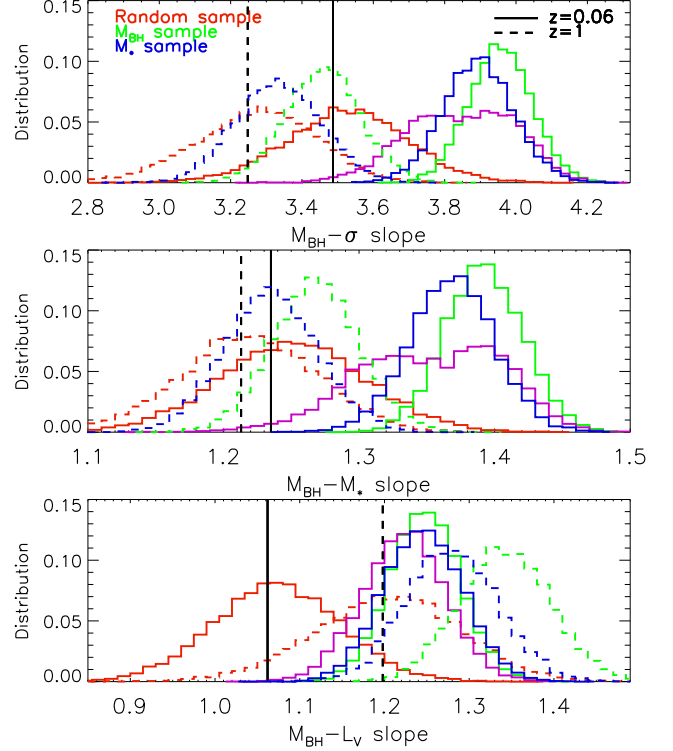 Random sample
M_BH sample
M_* sample
z=0.06
z=1
0.15
0.10
0.05
0.00
Distribution
2.8 3.0 3.2 3.4 3.6 3.8 4.0 4.2
M_BH−σ slope
0.15
0.10
0.05
0.00
Distribution
1.1 1.2 1.3 1.4 1.5
M_BH−M_* slope
0.15
0.10
0.05
0.00
Distribution
0.9 1.0 1.1 1.2 1.3 1.4
M_BH−L_V slope